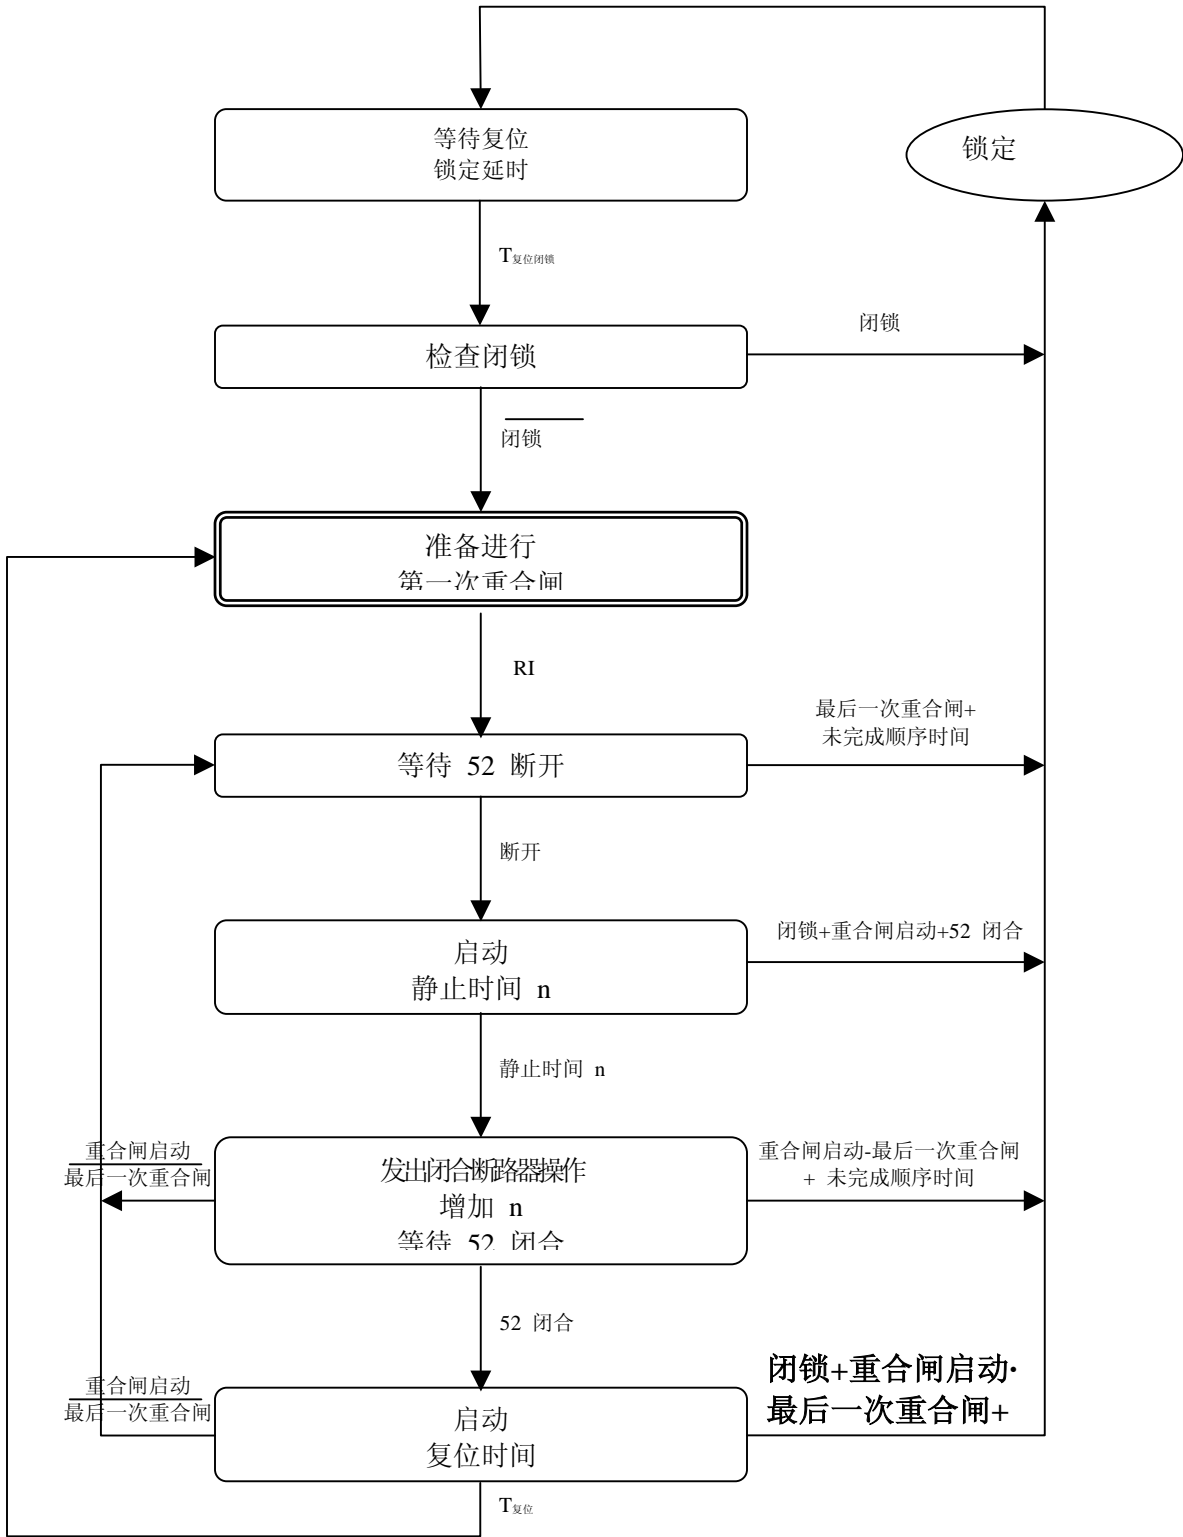 等待复位
锁定延时
锁定
T复位闭锁
闭锁
检查闭锁
闭锁
准备进行
第一次重合闸
RI
最后一次重合闸+
未完成顺序时间
等待 52 断开
断开
启动
静止时间 n
闭锁+重合闸启动+52 闭合
静止时间 n
重合闸启动
最后一次重合闸
发出闭合断路器操作
增加 n
等待 52 闭合
重合闸启动-最后一次重合闸
+ 未完成顺序时间
52 闭合
闭锁+重合闸启动·
最后一次重合闸+
重合闸启动
最后一次重合闸
启动
复位时间
T复位